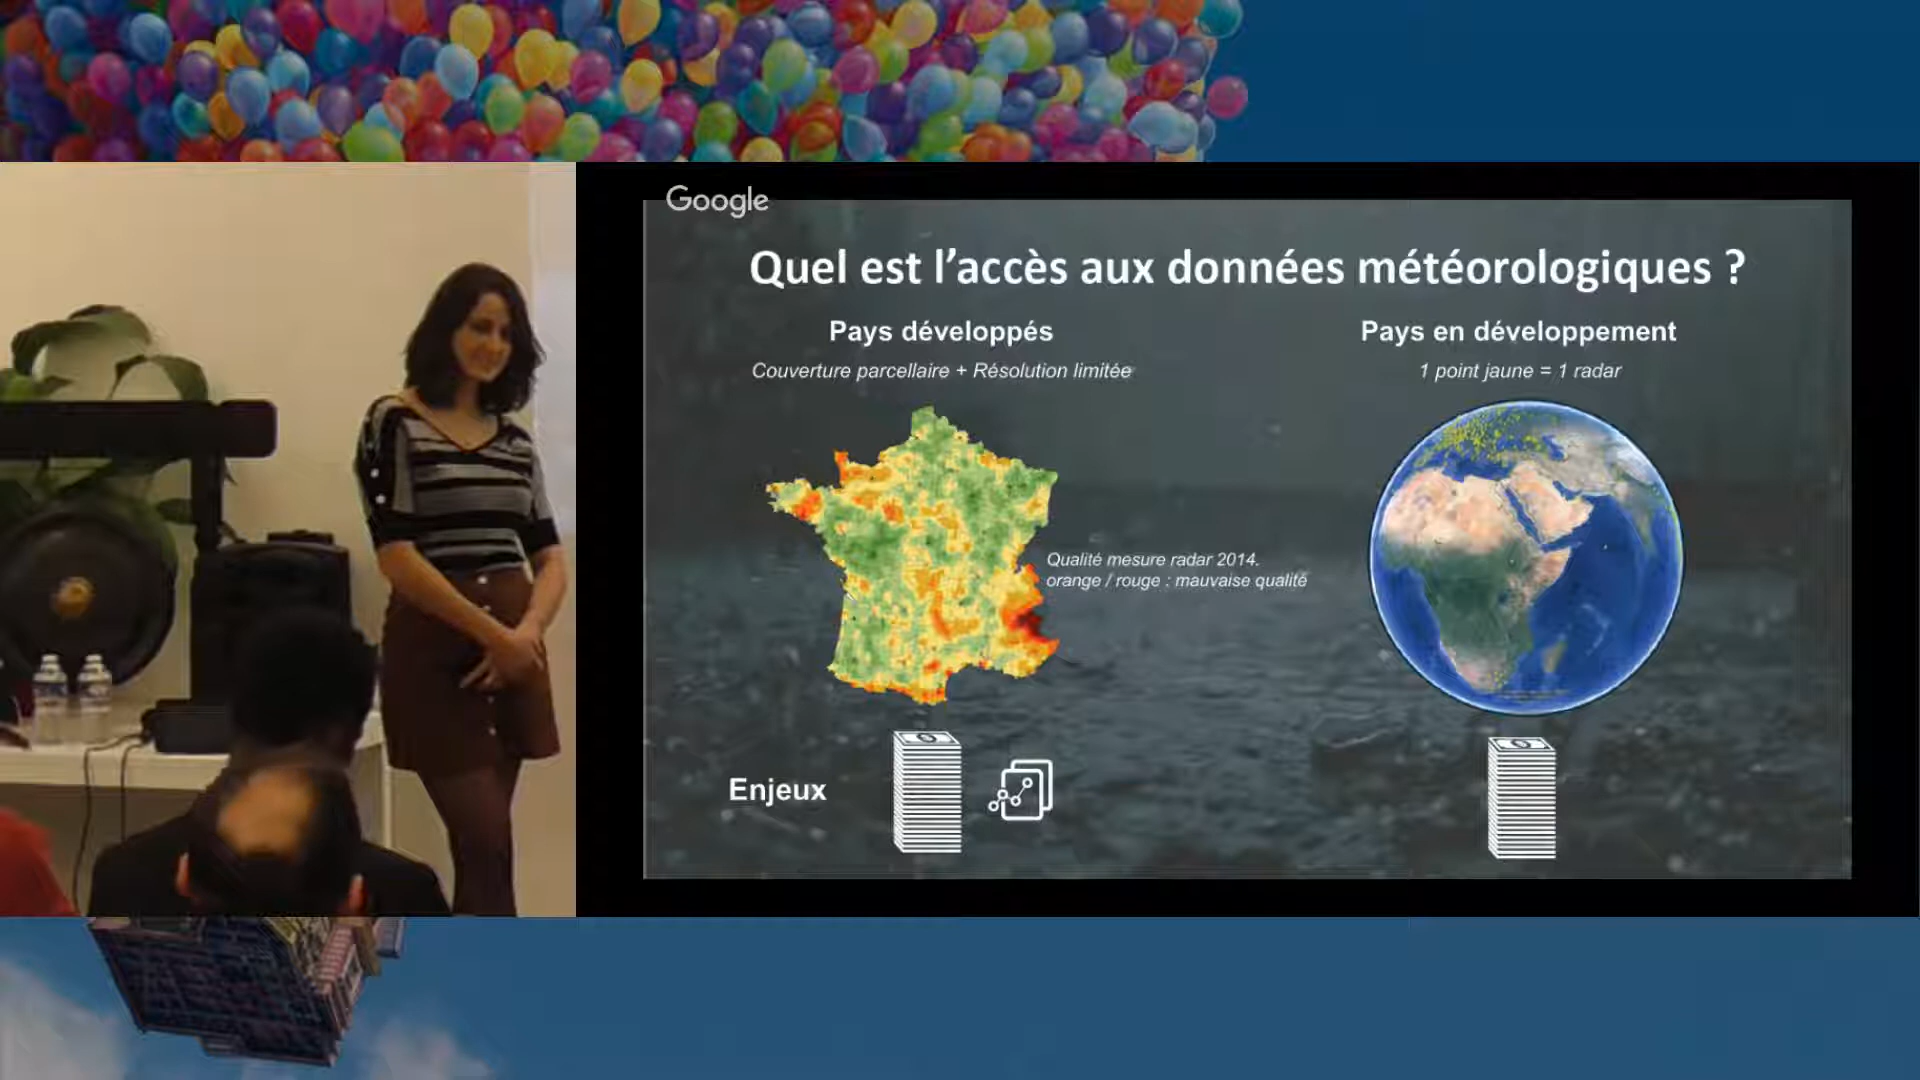 Google
Quel est l'accès aux données météorologiques ?
Pays développés
Couverture parcellaire + Résolution limitée
Pays en développement
1 point jaune = 1 radar
Qualité mesure radar 2014.
orange / rouge : mauvaise qualité
Enjeux